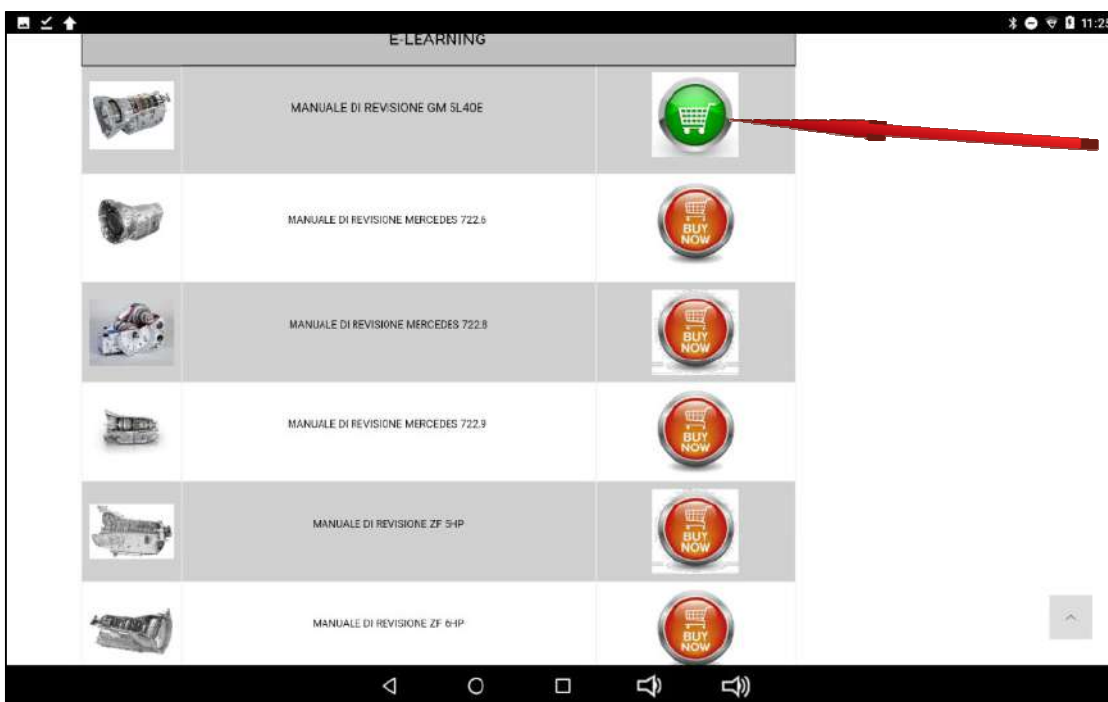 11:25
E-LEARNING
MANUALE DI REVISIONE GM 5L40E
MANUALE DI REVISIONE MERCEDES 722.6
BUY
NOW
MANUALE DI REVISIONE MERCEDES 722.8
BUY
NOW
MANUALE DI REVISIONE MERCEDES 722.9
BUY
NOW
MANUALE DI REVISIONE ZF 5HP
BUY
NOW
MANUALE DI REVISIONE ZF 6HP
BUY
NOW